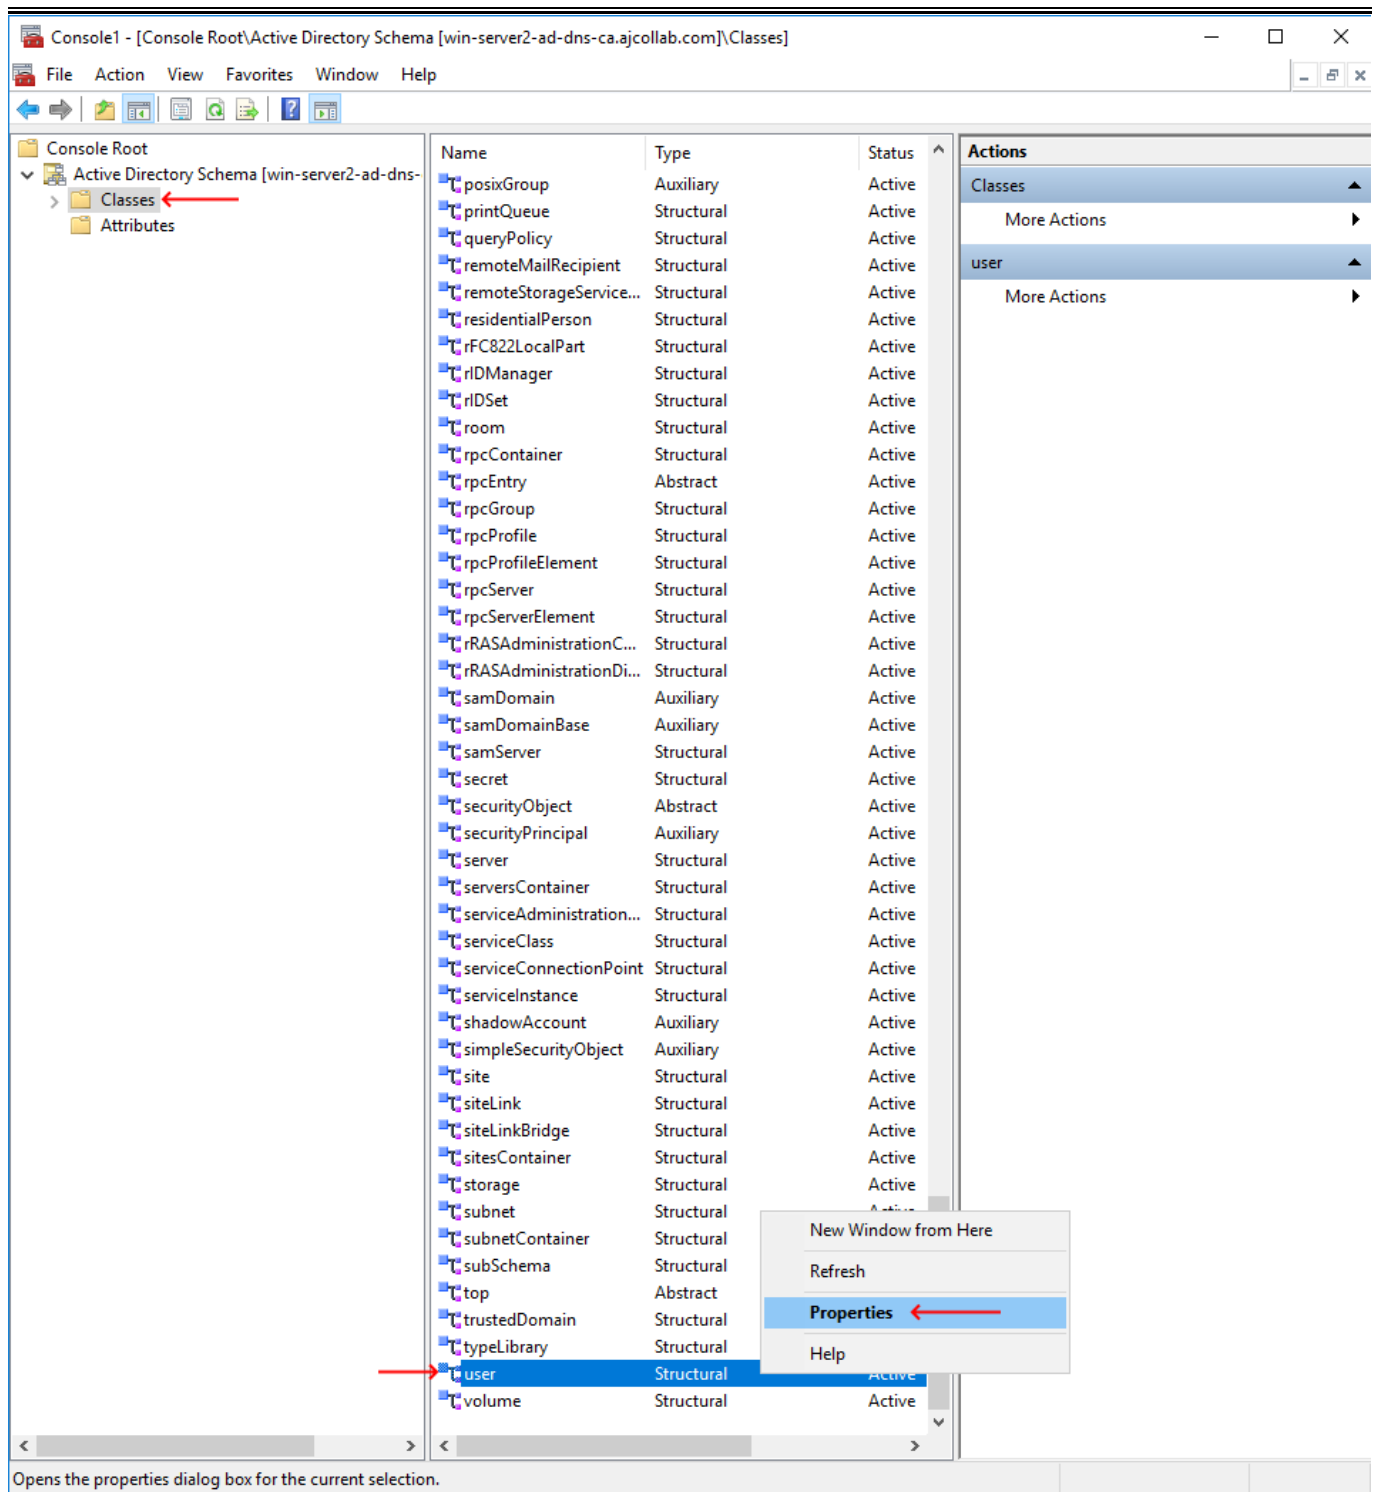 Console1 - [Console Root\Active Directory Schema [win-server2-ad-dns-ca.ajcollab.com]\Classes]
File Action View Favorites Window Help
Console Root
Active Directory Schema [win-server2-ad-dns-
Classes
Attributes
Name Type Status
posixGroup Auxiliary Active
printQueue Structural Active
queryPolicy Structural Active
remoteMailRecipient Structural Active
remoteStorageService... Structural Active
residentialPerson Structural Active
rFC822LocalPart Structural Active
rIDManager Structural Active
rIDSet Structural Active
room Structural Active
rpcContainer Structural Active
rpcEntry Abstract Active
rpcGroup Structural Active
rpcProfile Structural Active
rpcProfileElement Structural Active
rpcServer Structural Active
rpcServerElement Structural Active
rRASAdministrationC... Structural Active
rRASAdministrationDi... Structural Active
samDomain Auxiliary Active
samDomainBase Auxiliary Active
samServer Structural Active
secret Structural Active
securityObject Abstract Active
securityPrincipal Auxiliary Active
server Structural Active
serversContainer Structural Active
serviceAdministration... Structural Active
serviceClass Structural Active
serviceConnectionPoint Structural Active
serviceInstance Structural Active
shadowAccount Auxiliary Active
simpleSecurityObject Auxiliary Active
site Structural Active
siteLink Structural Active
siteLinkBridge Structural Active
sitesContainer Structural Active
storage Structural Active
subnet Structural Active
subnetContainer Structural
subSchema Structural
top Abstract
trustedDomain Structural
typeLibrary Structural
user Structural Active
volume Structural Active
New Window from Here
Refresh
Properties
Help
Actions
Classes
More Actions
user
More Actions
Opens the properties dialog box for the current selection.